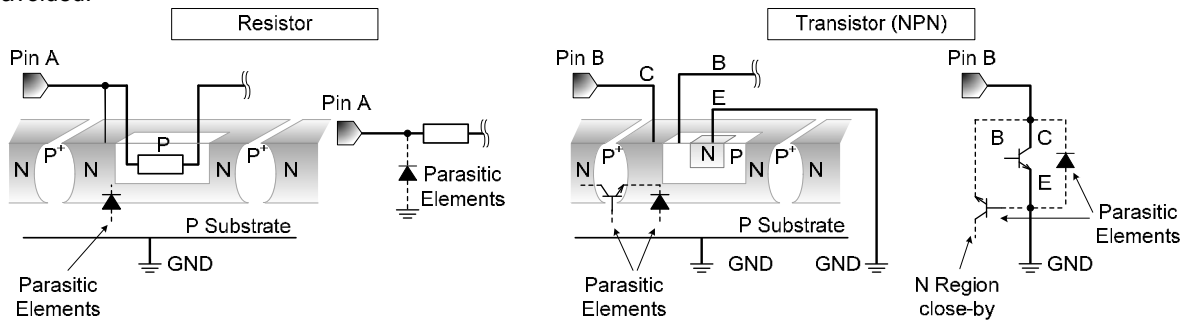 Resistor
Transistor (NPN)
Pin A
Pin A
N
P+
N
P
N
P+
N
Parasitic
Elements
P Substrate
GND
Parasitic
Elements
Pin B
C
B
E
N
P+
N
N
P
N
P+
N
P Substrate
GND
GND
Parasitic
Elements
Pin B
B
C
E
Parasitic
Elements
GND
N Region
close-by